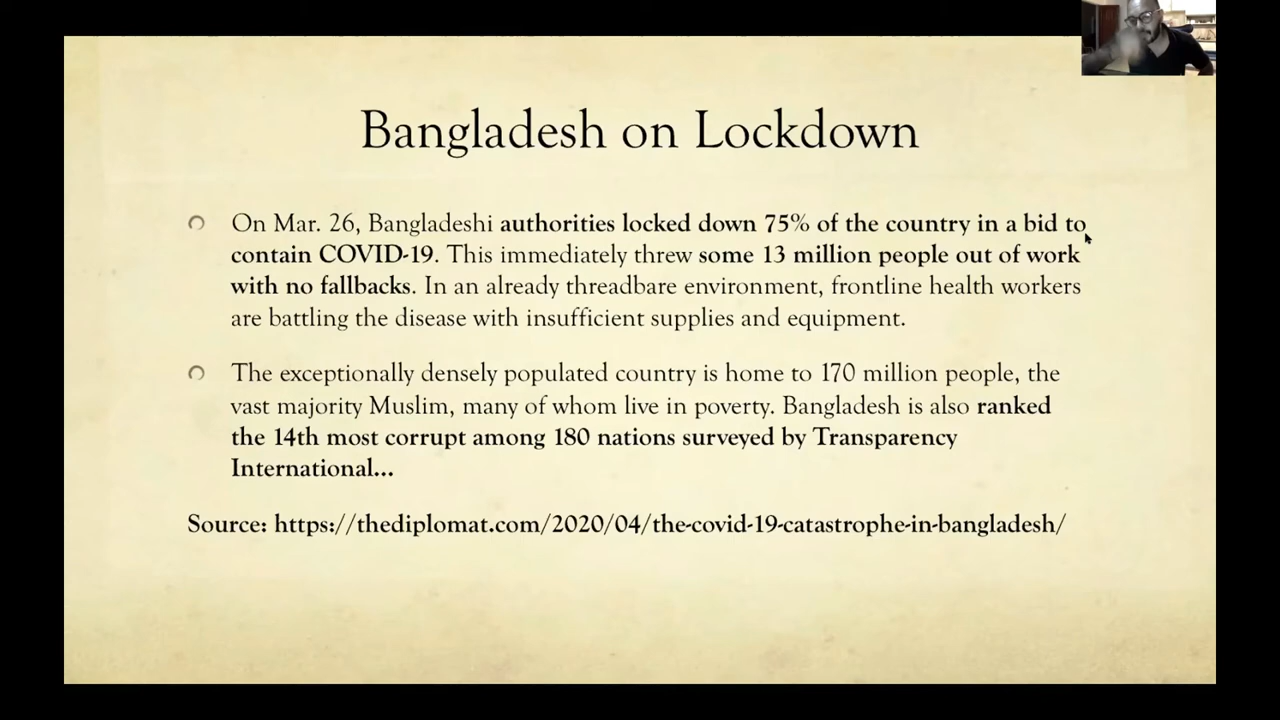 Bangladesh on Lockdown
On Mar. 26, Bangladeshi authorities locked down 75% of the country in a bid to
contain COVID-19. This immediately threw some 13 million people out of work
with no fallbacks. In an already threadbare environment, frontline health workers
are battling the disease with insufficient supplies and equipment.
The exceptionally densely populated country is home to 170 million people, the
vast majority Muslim, many of whom live in poverty. Bangladesh is also ranked
the 14th most corrupt among 180 nations surveyed by Transparency
International...
Source: https://thediplomat.com/2020/04/the-covid-19-catastrophe-in-bangladesh/